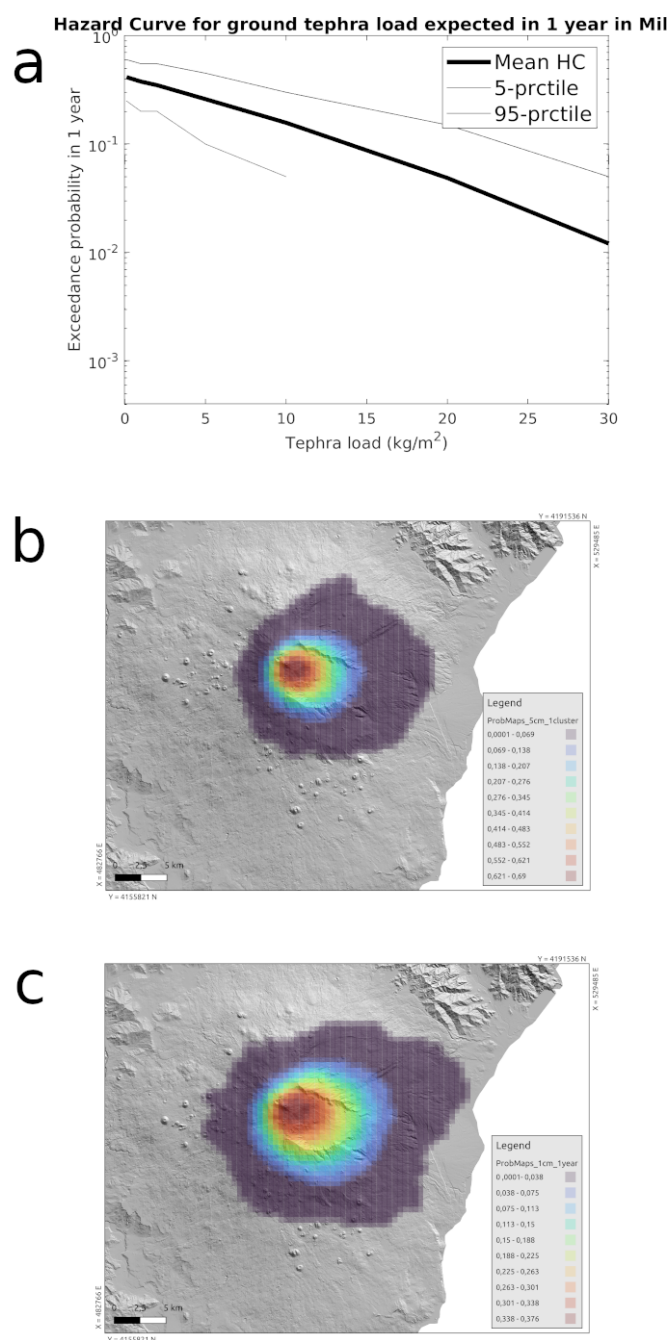 Hazard Curve for ground tephra load expected in 1 year in Mil
a
10^0
10^-1
10^-2
10^-3
Exceedance probability in 1 year
Mean HC
5-prctile
95-prctile
0
5
10
15
20
25
30
Tephra load (kg/m^2)
b
Y = 4191536 N
X = 529485 E
Legend
ProbMaps_5cm_1cluster
0,0001 - 0,069
0,069 - 0,138
0,138 - 0,207
0,207 - 0,276
0,276 - 0,345
0,345 - 0,414
0,414 - 0,483
0,483 - 0,552
0,552 - 0,621
0,621 - 0,69
0 2,5 5 km
X = 482766 E
Y = 4155821 N
c
Y = 4191536 N
X = 529485 E
Legend
ProbMaps_1cm_1year
0 ,0001- 0,038
0,038 - 0,075
0,075 - 0,113
0,113 - 0,15
0,15 - 0,188
0,188 - 0,225
0,225 - 0,263
0,263 - 0,301
0,301 - 0,338
0,338 - 0,376
0 2,5 5 km
X = 482766 E
Y = 4155821 N